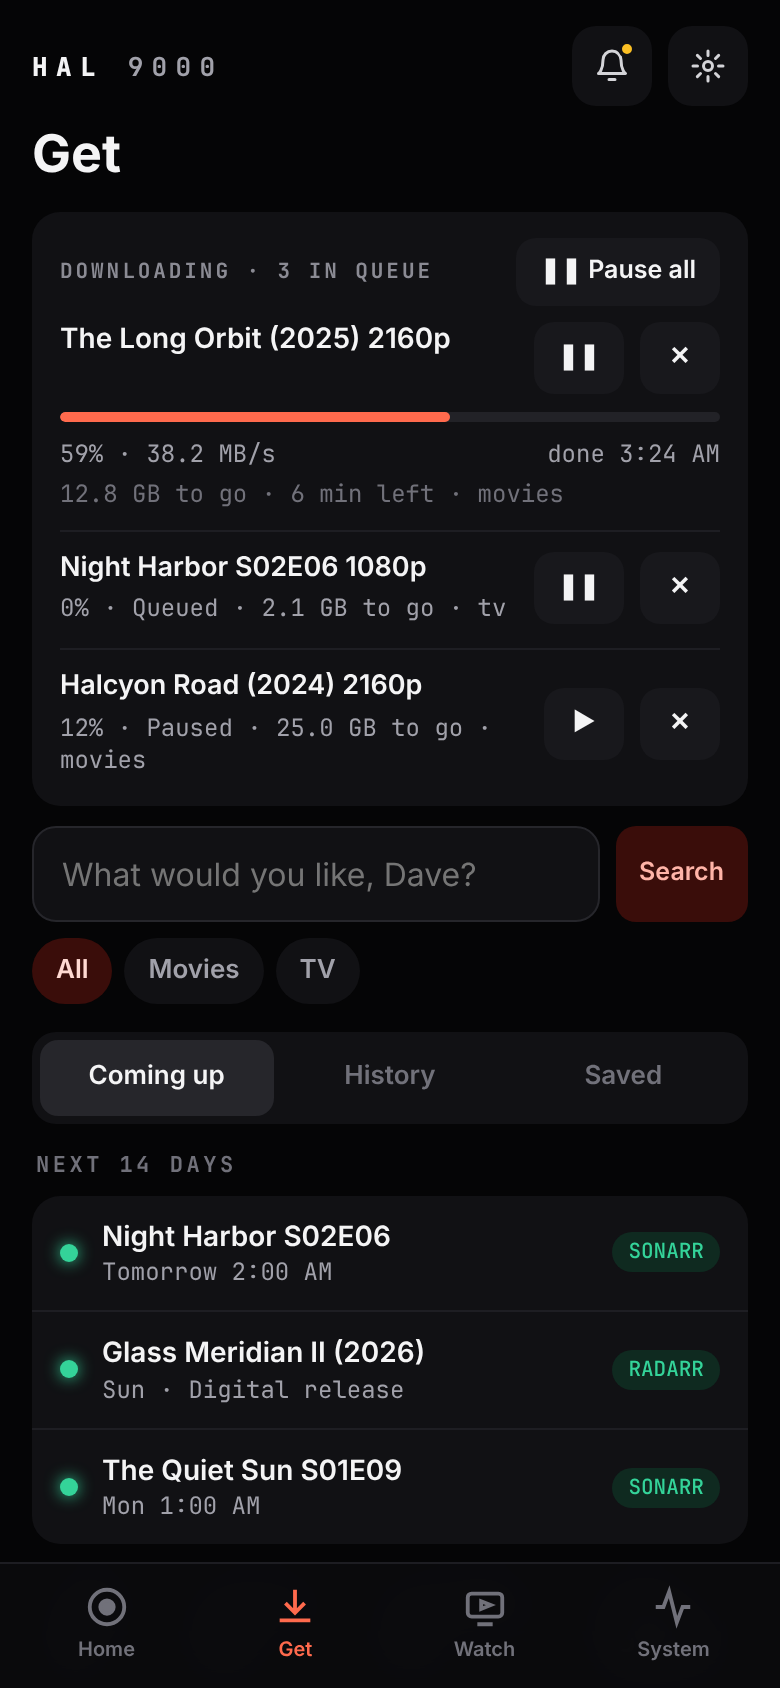 HAL 9000
Get
DOWNLOADING · 3 IN QUEUE
Pause all
The Long Orbit (2025) 2160p
59% · 38.2 MB/s
done 3:24 AM
12.8 GB to go · 6 min left · movies
Night Harbor S02E06 1080p
0% · Queued · 2.1 GB to go · tv
Halcyon Road (2024) 2160p
12% · Paused · 25.0 GB to go ·
movies
What would you like, Dave?
Search
All
Movies
TV
Coming up
History
Saved
NEXT 14 DAYS
Night Harbor S02E06
Tomorrow 2:00 AM
SONARR
Glass Meridian II (2026)
Sun · Digital release
RADARR
The Quiet Sun S01E09
Mon 1:00 AM
SONARR
Home
Get
Watch
System